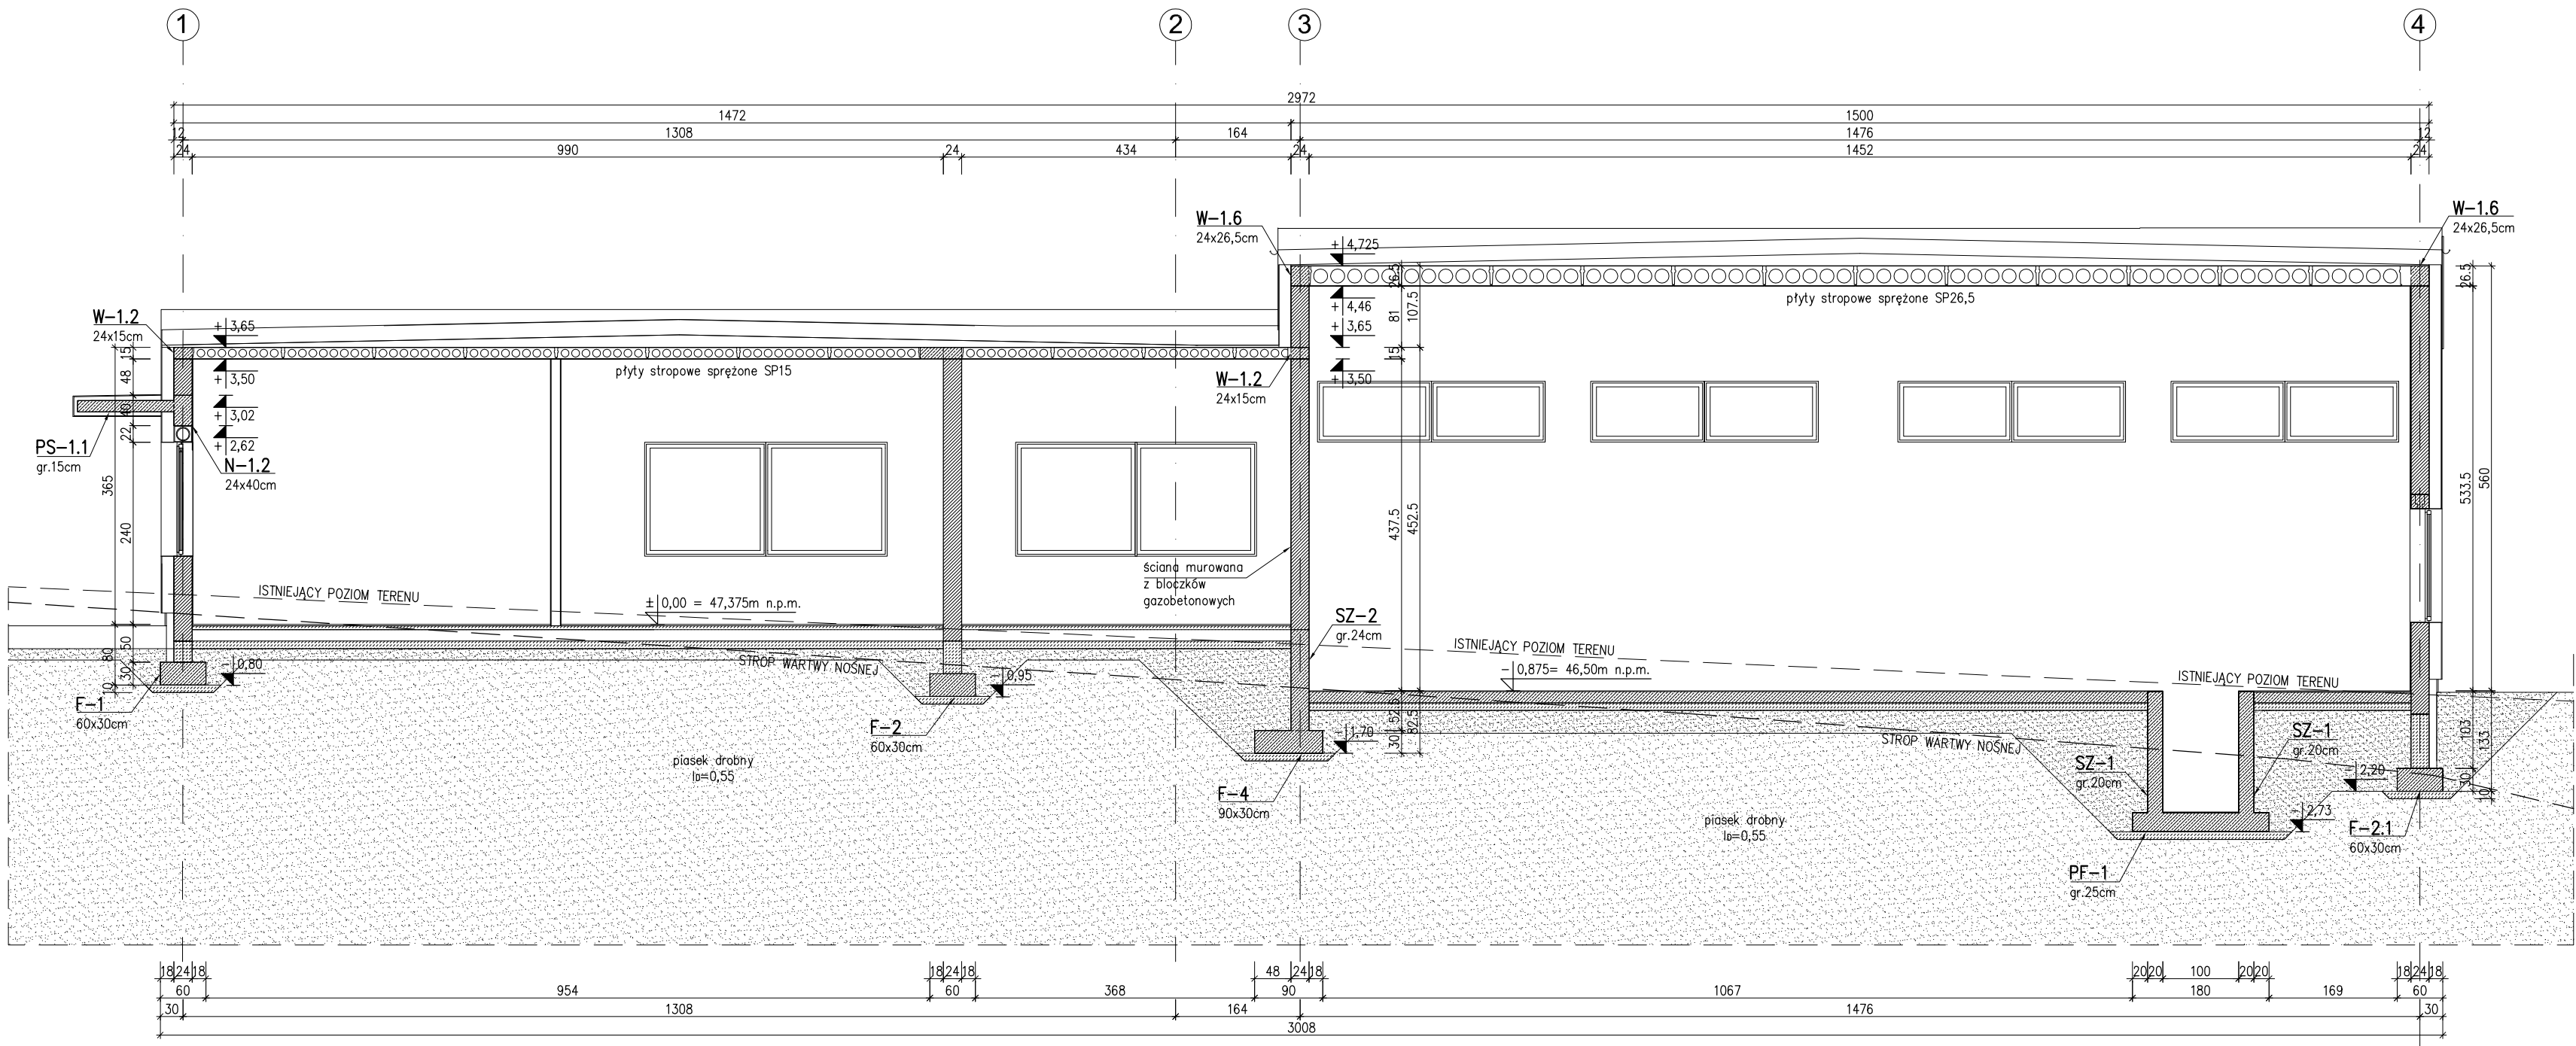 1
2
3
4
2972
1472
1500
12
1308
164
1476
12
24
990
24
434
24
1452
24
W-1.6
24x26,5cm
W-1.6
24x26,5cm
+ 4,725
26.5
płyty stropowe sprężone SP26,5
+ 4,46
+ 3,65
81
107.5
15
+ 3,50
26.5
W-1.2
24x15cm
+ 3,65
15
48
+ 3,50
płyty stropowe sprężone SP15
W-1.2
24x15cm
40
+ 3,02
22
+ 2,62
PS-1.1
gr.15cm
N-1.2
24x40cm
365
240
437.5
452.5
533.5
560
ściana murowana
z bloczków
gazobetonowych
ISTNIEJĄCY POZIOM TERENU
± 0,00 = 47,375m n.p.m.
SZ-2
gr.24cm
ISTNIEJĄCY POZIOM TERENU
- 0,875= 46,50m n.p.m.
ISTNIEJĄCY POZIOM TERENU
80
50
30
10
- 0,80
STROP WARTWY NOŚNEJ
- 0,95
F-1
60x30cm
F-2
60x30cm
52.5
82.5
30
- 1,70
STROP WARTWY NOŚNEJ
SZ-1
gr.20cm
SZ-1
gr.20cm
103
133
30
10
- 2,20
piasek drobny
ID=0,55
F-4
90x30cm
piasek drobny
ID=0,55
- 2,73
F-2.1
60x30cm
PF-1
gr.25cm
18 24 18
18 24 18
48 24 18
20 20 100 20 20
18 24 18
60
954
60
368
90
1067
180
169
60
30
1308
164
1476
30
3008